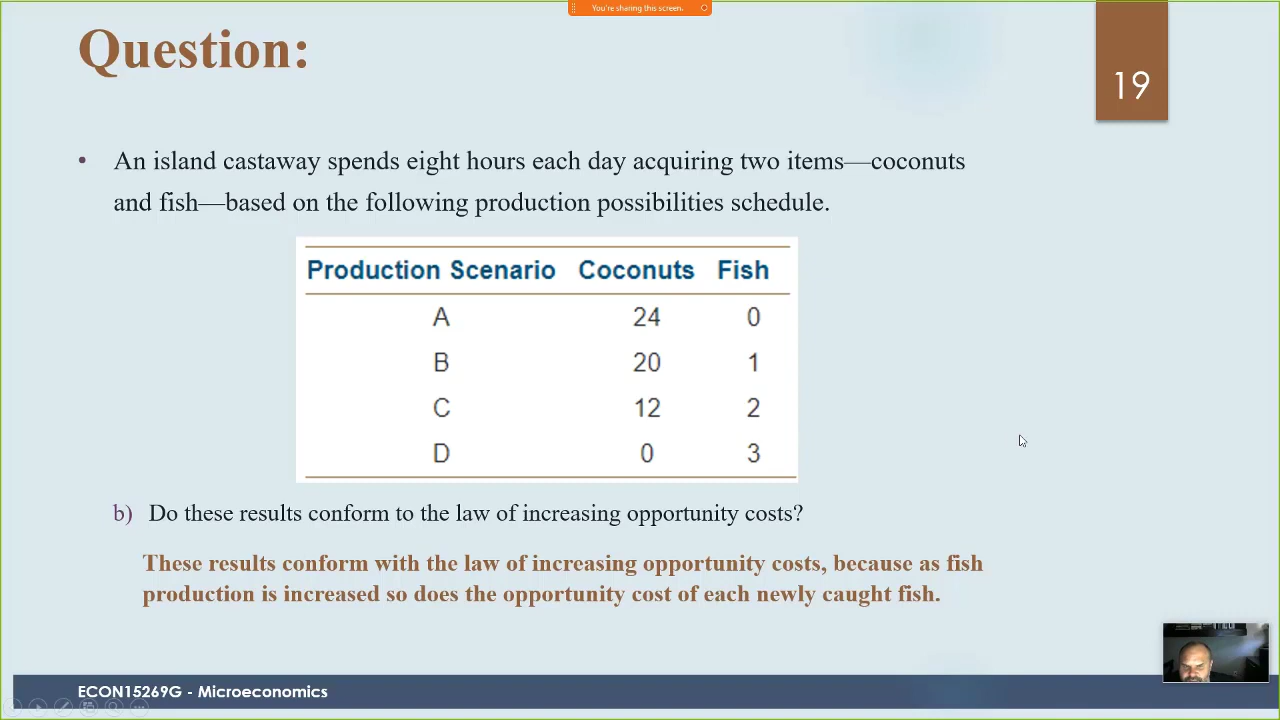 You're sharing this screen.
Question:
19
• An island castaway spends eight hours each day acquiring two items—coconuts
and fish—based on the following production possibilities schedule.
Production Scenario Coconuts Fish
A 24 0
B 20 1
C 12 2
D 0 3
b) Do these results conform to the law of increasing opportunity costs?
These results conform with the law of increasing opportunity costs, because as fish
production is increased so does the opportunity cost of each newly caught fish.
ECON15269G - Microeconomics